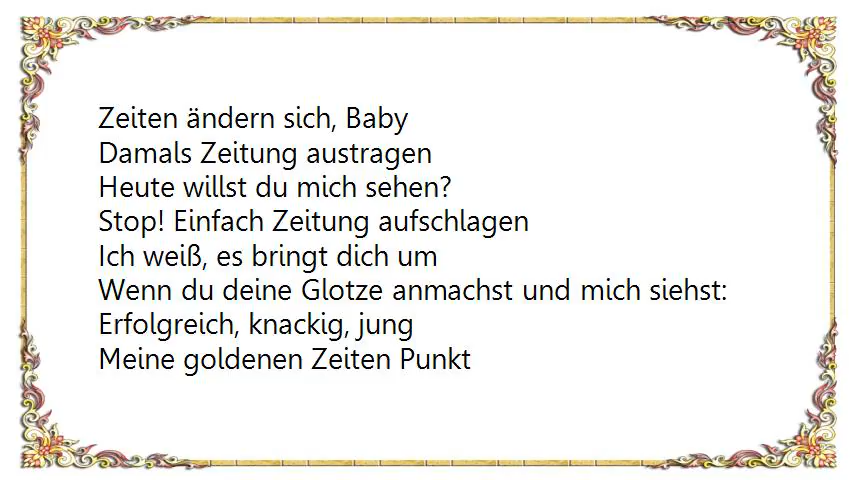 Zeiten ändern sich, Baby
Damals Zeitung austragen
Heute willst du mich sehen?
Stop! Einfach Zeitung aufschlagen
Ich weiß, es bringt dich um
Wenn du deine Glotze anmachst und mich siehst:
Erfolgreich, knackig, jung
Meine goldenen Zeiten Punkt